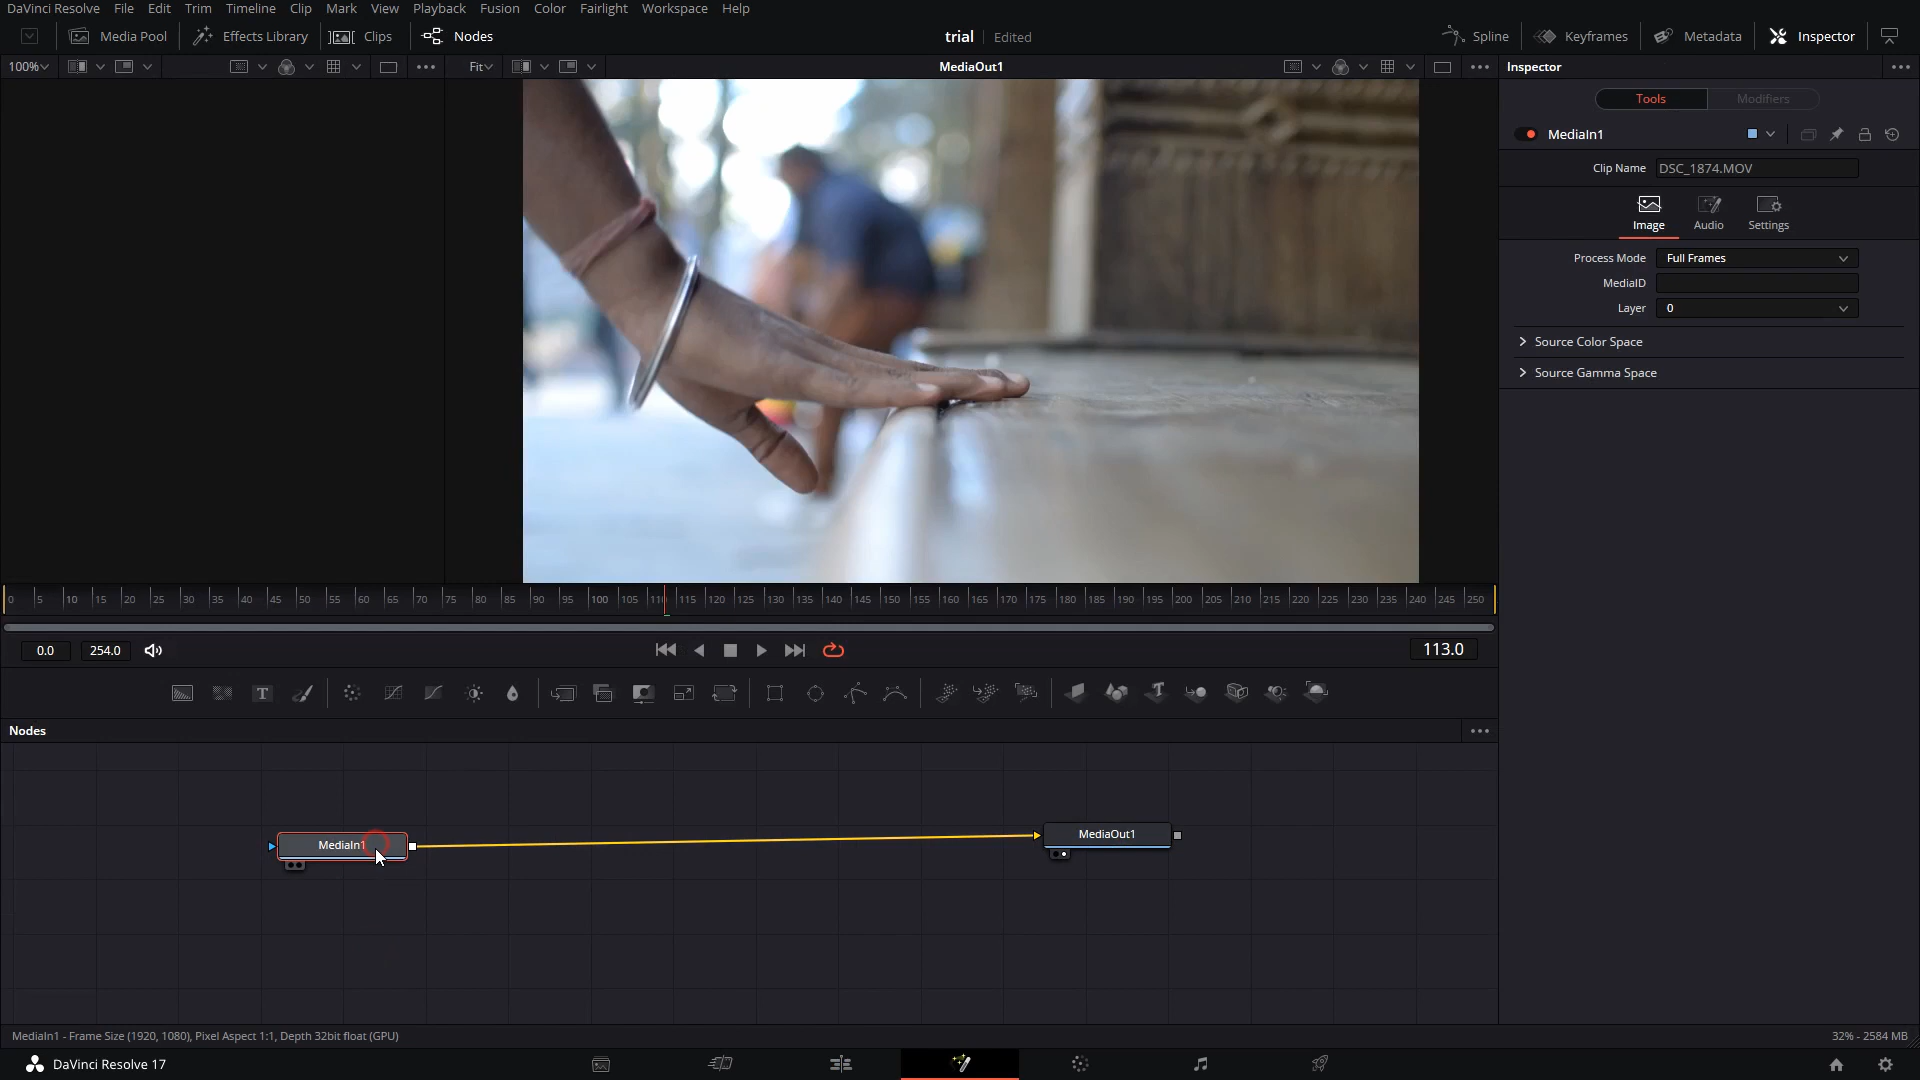 DaVinci Resolve File Edit Trim Timeline Clip Mark View Playback Fusion Color Fairlight Workspace Help
Media Pool Effects Library Clips Nodes trial Edited Spline Keyframes Metadata Inspector
100% Fit MediaOut1 Inspector
Tools Modifiers
MediaIn1
Clip Name DSC_1874.MOV
Image Audio Settings
Process Mode Full Frames
MediaID
Layer 0
Source Color Space
Source Gamma Space
0 5 10 15 20 25 30 35 40 45 50 55 60 65 70 75 80 85 90 95 100 105 110 115 120 125 130 135 140 145 150 155 160 165 170 175 180 185 190 195 200 205 210 215 220 225 230 235 240 245 250
0.0 254.0 113.0
T T
Nodes
MediaIn1 MediaOut1
MediaIn1 - Frame Size (1920, 1080), Pixel Aspect 1:1, Depth 32bit float (GPU) 32% - 2584 MB
DaVinci Resolve 17